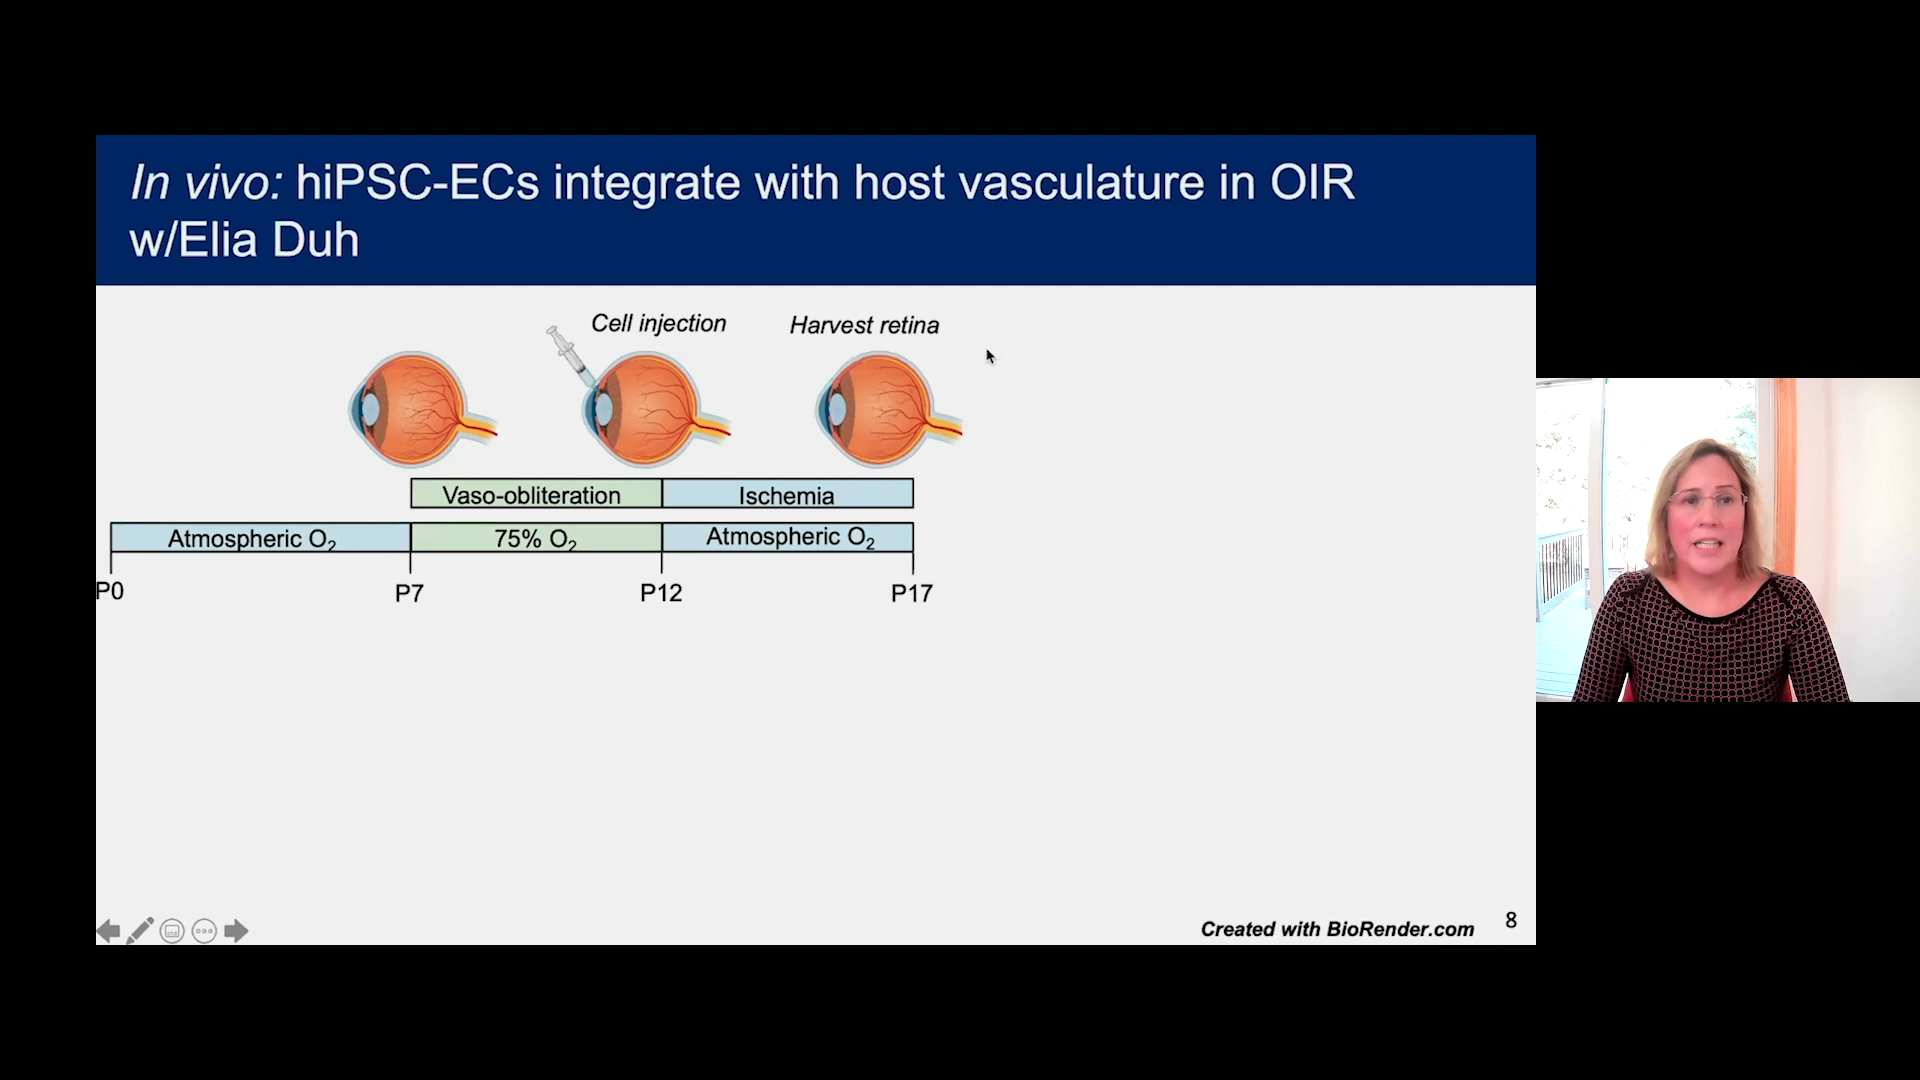 In vivo: hiPSC-ECs integrate with host vasculature in OIR
w/Elia Duh
Cell injection
Harvest retina
Vaso-obliteration
Ischemia
Atmospheric O2
75% O2
Atmospheric O2
P0
P7
P12
P17
Created with BioRender.com
8